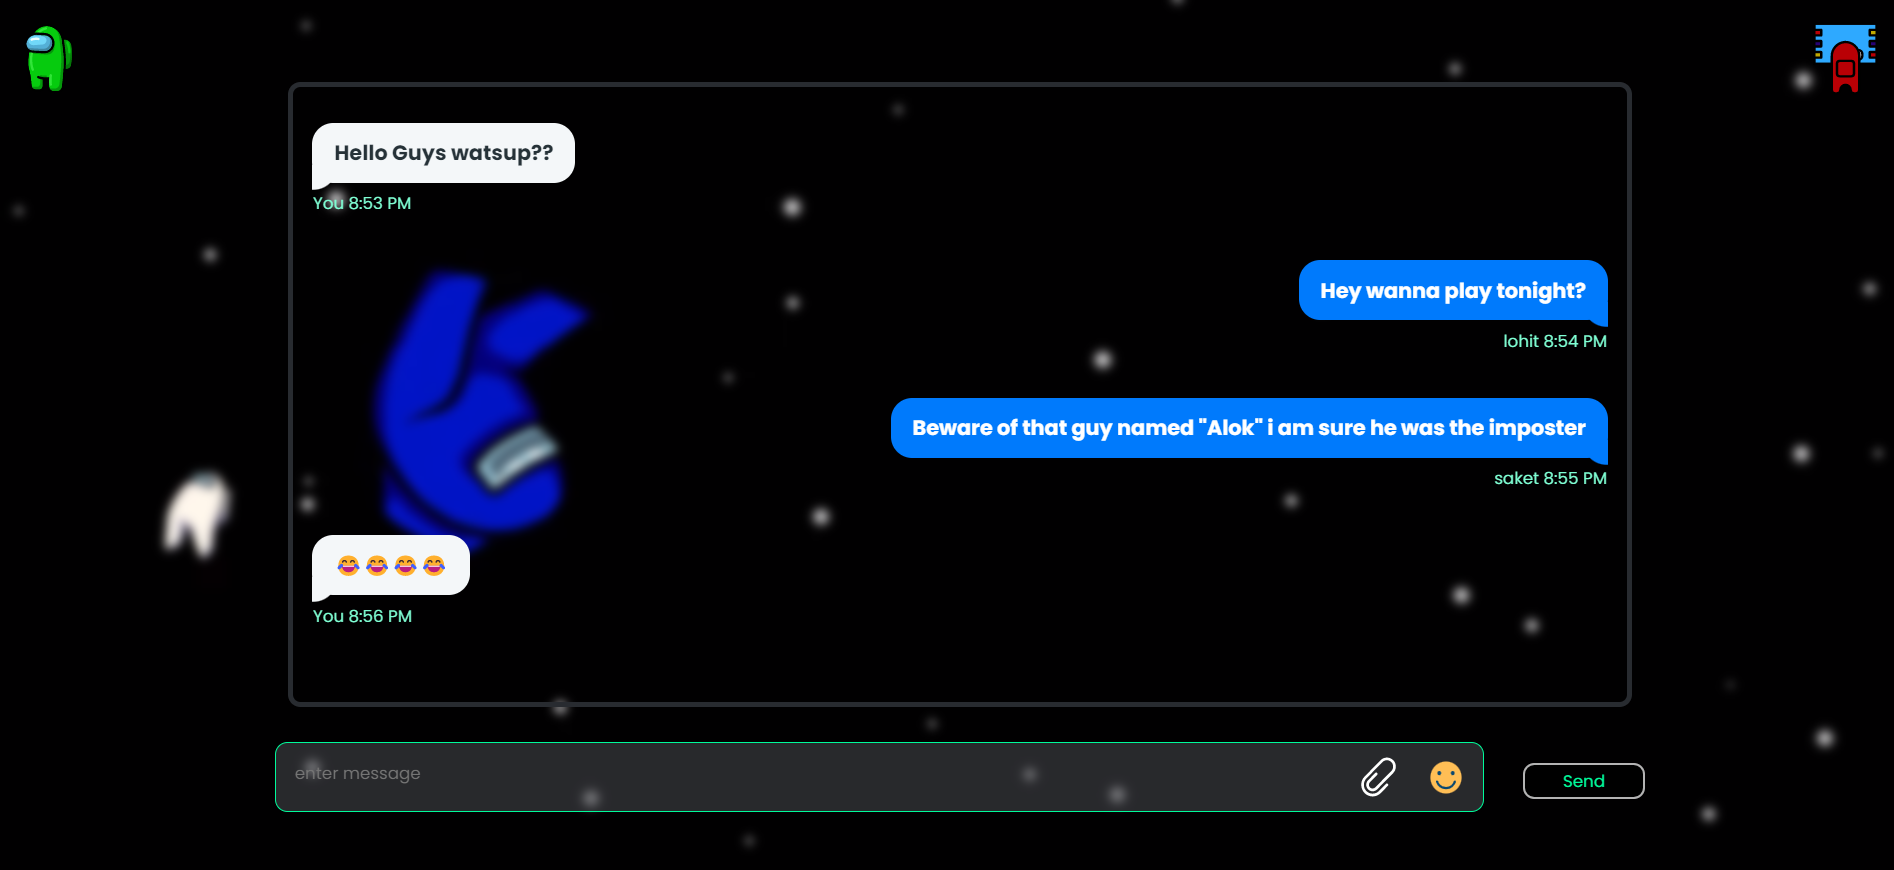 Hello Guys watsup??
You 8:53 PM
Hey wanna play tonight?
lohit 8:54 PM
Beware of that guy named "Alok" i am sure he was the imposter
saket 8:55 PM
😂😂😂😂
You 8:56 PM
enter message
Send